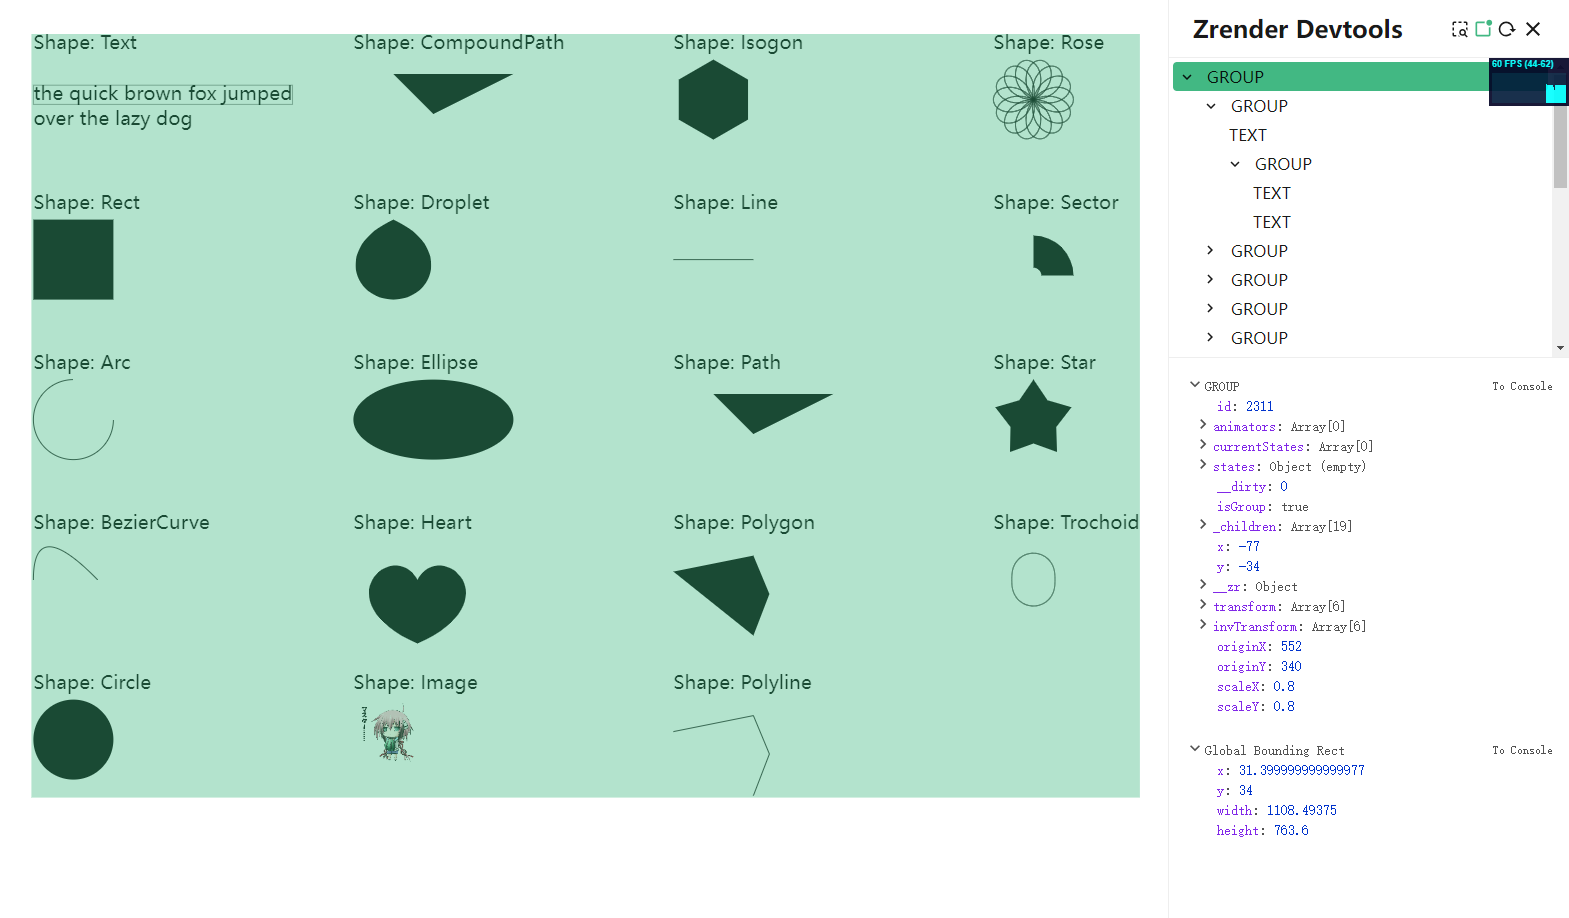 Shape: Text
Shape: CompoundPath
Shape: Isogon
Shape: Rose
the quick brown fox jumped
over the lazy dog
Shape: Rect
Shape: Droplet
Shape: Line
Shape: Sector
Shape: Arc
Shape: Ellipse
Shape: Path
Shape: Star
Shape: BezierCurve
Shape: Heart
Shape: Polygon
Shape: Trochoid
Shape: Circle
Shape: Image
Shape: Polyline
Zrender Devtools
60 FPS (44-62)
GROUP
GROUP
TEXT
GROUP
TEXT
TEXT
GROUP
GROUP
GROUP
GROUP
GROUP
To Console
id: 2311
animators: Array[0]
currentStates: Array[0]
states: Object (empty)
__dirty: 0
isGroup: true
_children: Array[19]
x: -77
y: -34
__zr: Object
transform: Array[6]
invTransform: Array[6]
originX: 552
originY: 340
scaleX: 0.8
scaleY: 0.8
Global Bounding Rect
To Console
x: 31.399999999999977
y: 34
width: 1108.49375
height: 763.6